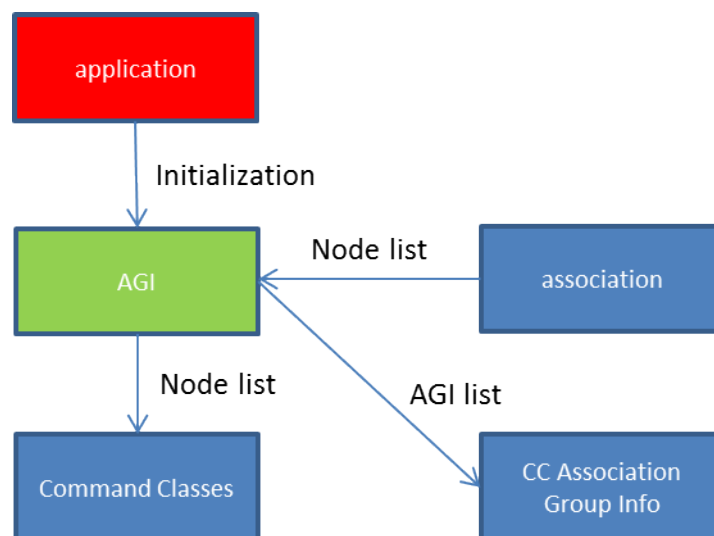 application
Initialization
AGI
Node list
association
Node list
AGI list
Command Classes
CC Association
Group Info